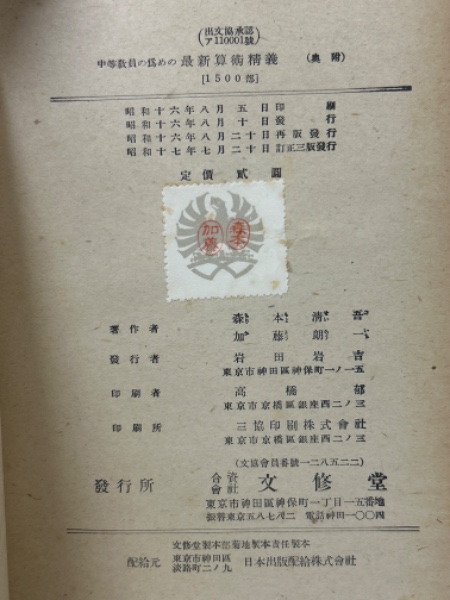 出文協承認
ア110001號
中等敎員の爲めの 最新算術精義 (奥附)
[1500部]
昭和十六年八月五日印刷
昭和十六年八月十日發行
昭和十六年八月二十日再版發行
昭和十七年七月二十日訂正三版發行
定價貳圓
森本
加藤
著作者 森本淸吾
加藤朗一
發行者 岩田岩吉
東京市神田區神保町一ノ一五
印刷者 高橋郁
東京市京橋區銀座西二ノ三
印刷所 三協印刷株式會社
東京市京橋區銀座西二ノ三
(文協會員番號一二八五二二)
發行所 合資會社 文修堂
東京市神田區神保町一丁目一五番地
振替東京五八七〇二 電話神田一〇〇四
文修堂製本部菊地製本責任製本
配給元 東京市神田區淡路町二ノ九 日本出版配給株式會社